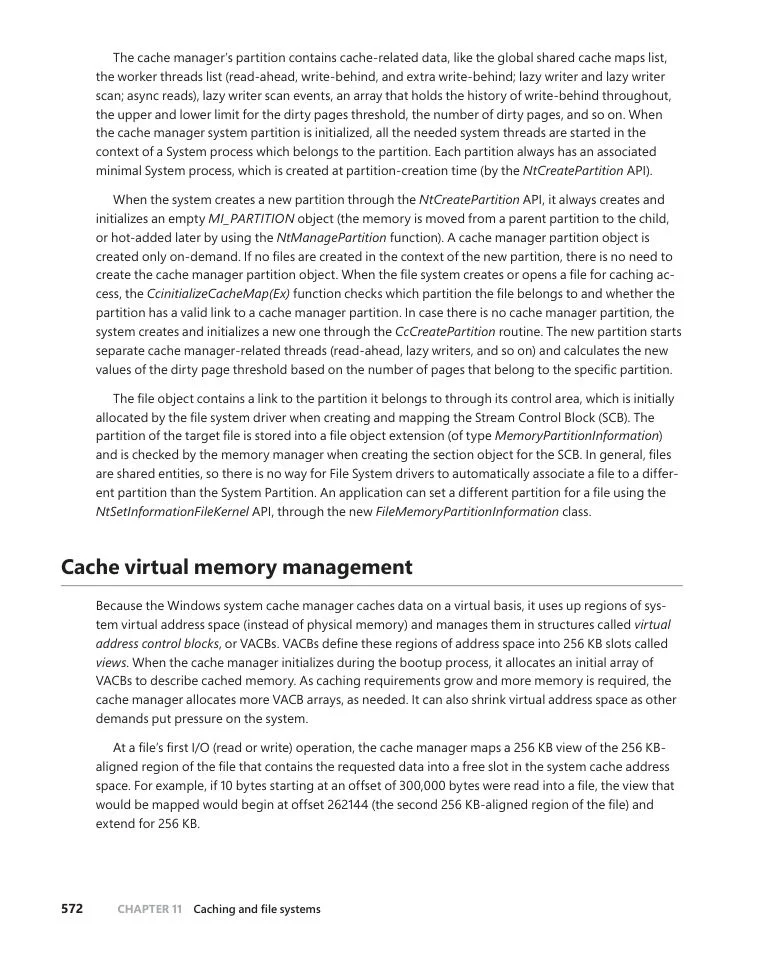 The cache manager's partition contains cache-related data, like the global shared cache maps list,
the worker threads list (read-ahead, write-behind, and extra write-behind; lazy writer and lazy writer
scan; async reads), lazy writer scan events, an array that holds the history of write-behind throughout,
the upper and lower limit for the dirty pages threshold, the number of dirty pages, and so on. When
the cache manager system partition is initialized, all the needed system threads are started in the
context of a System process which belongs to the partition. Each partition always has an associated
minimal System process, which is created at partition-creation time (by the NtCreatePartition API).
When the system creates a new partition through the NtCreatePartition API, it always creates and
initializes an empty MI_PARTITION object (the memory is moved from a parent partition to the child,
or hot-added later by using the NtManagePartition function). A cache manager partition object is
created only on-demand. If no files are created in the context of the new partition, there is no need to
create the cache manager partition object. When the file system creates or opens a file for caching ac-
cess, the CcinitializeCacheMap(Ex) function checks which partition the file belongs to and whether the
partition has a valid link to a cache manager partition. In case there is no cache manager partition, the
system creates and initializes a new one through the CcCreatePartition routine. The new partition starts
separate cache manager-related threads (read-ahead, lazy writers, and so on) and calculates the new
values of the dirty page threshold based on the number of pages that belong to the specific partition.
The file object contains a link to the partition it belongs to through its control area, which is initially
allocated by the file system driver when creating and mapping the Stream Control Block (SCB). The
partition of the target file is stored into a file object extension (of type MemoryPartitionInformation)
and is checked by the memory manager when creating the section object for the SCB. In general, files
are shared entities, so there is no way for File System drivers to automatically associate a file to a differ-
ent partition than the System Partition. An application can set a different partition for a file using the
NtSetInformationFileKernel API, through the new FileMemoryPartitionInformation class.
Cache virtual memory management
Because the Windows system cache manager caches data on a virtual basis, it uses up regions of sys-
tem virtual address space (instead of physical memory) and manages them in structures called virtual
address control blocks, or VACBs. VACBs define these regions of address space into 256 KB slots called
views. When the cache manager initializes during the bootup process, it allocates an initial array of
VACBs to describe cached memory. As caching requirements grow and more memory is required, the
cache manager allocates more VACB arrays, as needed. It can also shrink virtual address space as other
demands put pressure on the system.
At a file's first I/O (read or write) operation, the cache manager maps a 256 KB view of the 256 KB-
aligned region of the file that contains the requested data into a free slot in the system cache address
space. For example, if 10 bytes starting at an offset of 300,000 bytes were read into a file, the view that
would be mapped would begin at offset 262144 (the second 256 KB-aligned region of the file) and
extend for 256 KB.
572 CHAPTER 11 Caching and file systems